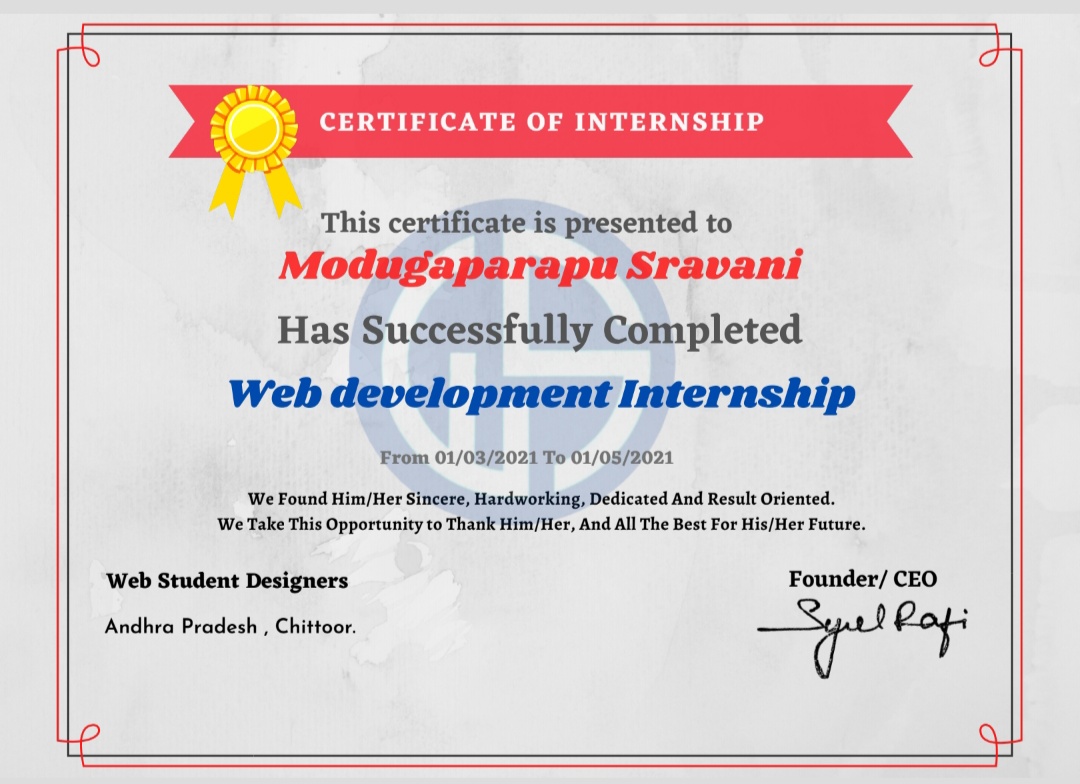 CERTIFICATE OF INTERNSHIP
This certificate is presented to
Modugaparapu Sravani
Has Successfully Completed
Web development Internship
From 01/03/2021 To 01/05/2021
We Found Him/Her Sincere, Hardworking, Dedicated And Result Oriented.
We Take This Opportunity to Thank Him/Her, And All The Best For His/Her Future.
Web Student Designers
Andhra Pradesh , Chittoor.
Founder/ CEO